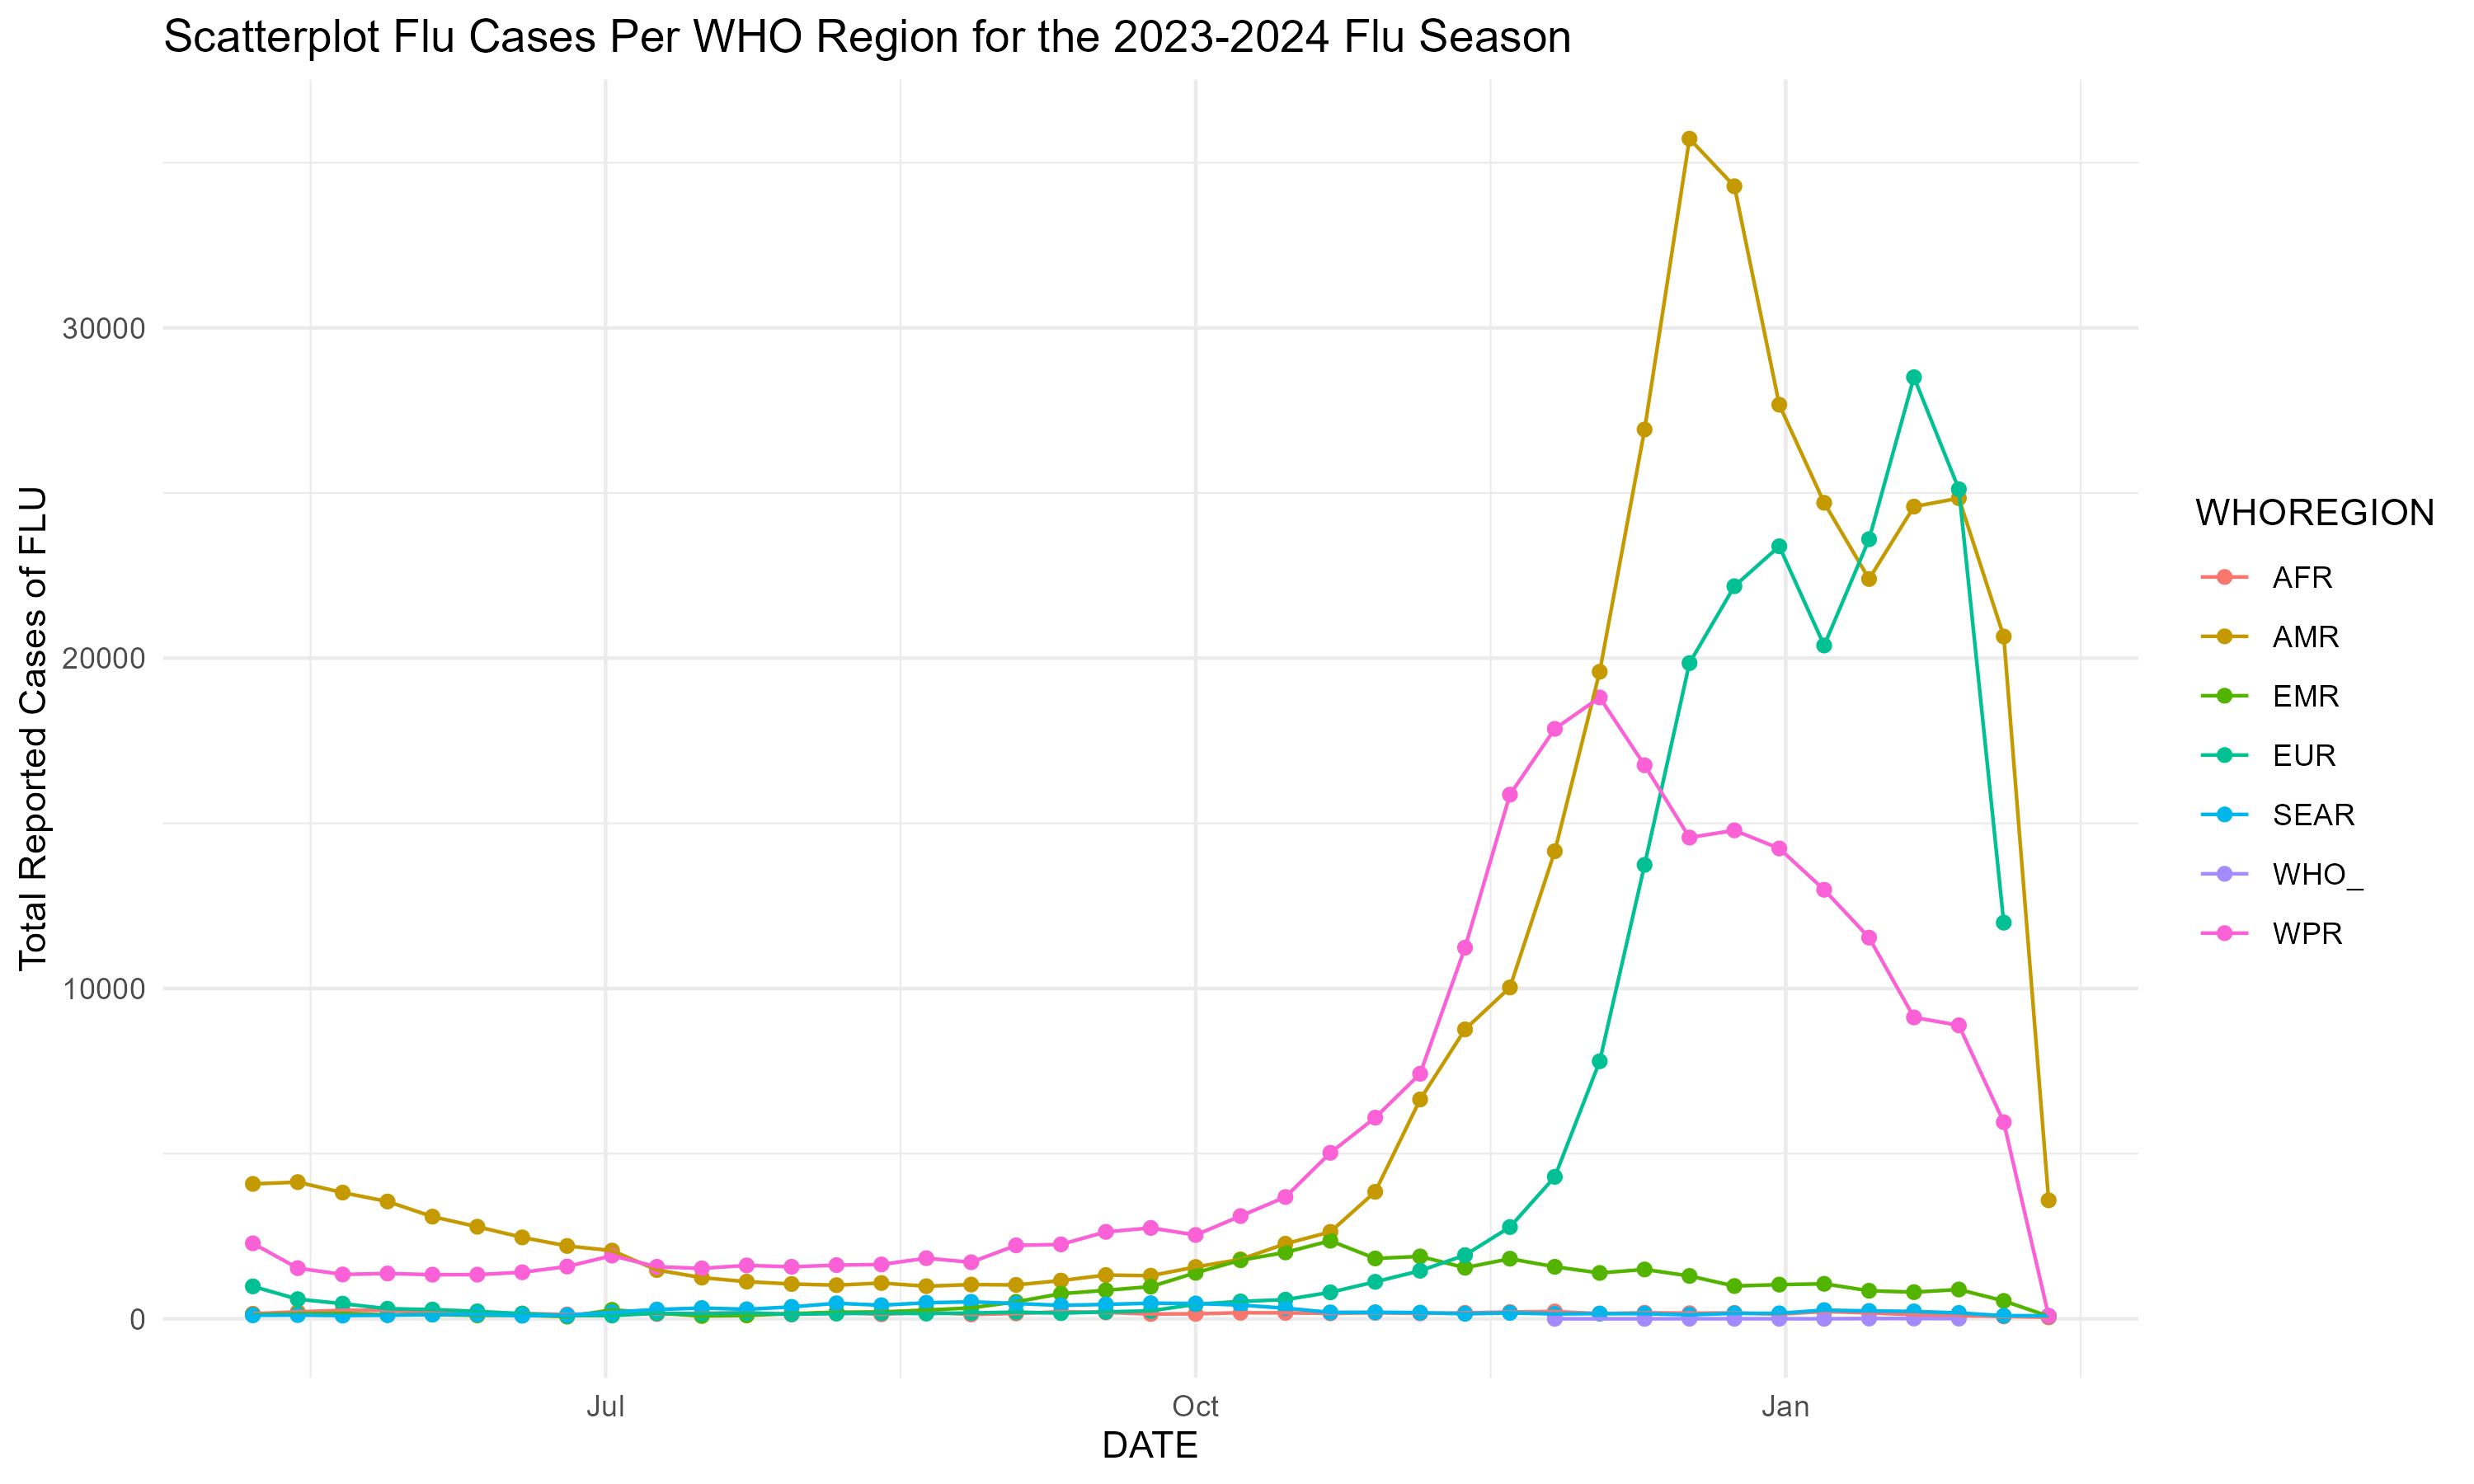 Scatterplot Flu Cases Per WHO Region for the 2023-2024 Flu Season
Total Reported Cases of FLU
30000
20000
10000
0
Jul
Oct
Jan
DATE
WHOREGION
AFR
AMR
EMR
EUR
SEAR
WHO_
WPR